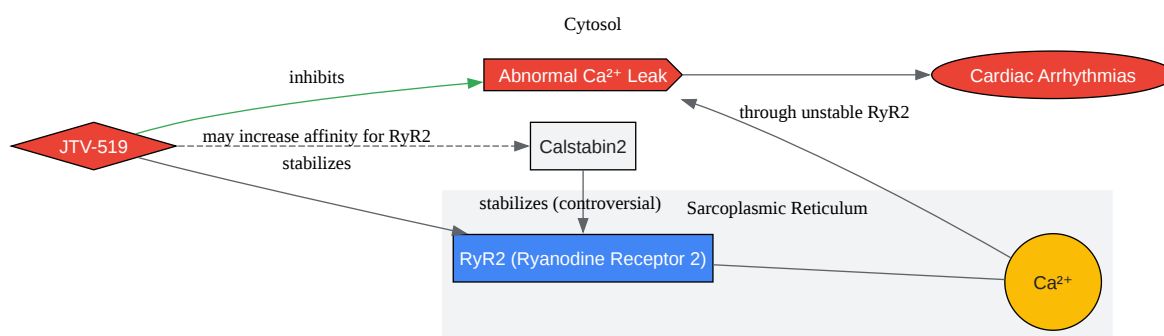 Cytosol
inhibits
Abnormal Ca²⁺ Leak
Cardiac Arrhythmias
through unstable RyR2
JTV-519
may increase affinity for RyR2
Calstabin2
stabilizes
stabilizes (controversial)
Sarcoplasmic Reticulum
RyR2 (Ryanodine Receptor 2)
Ca²⁺